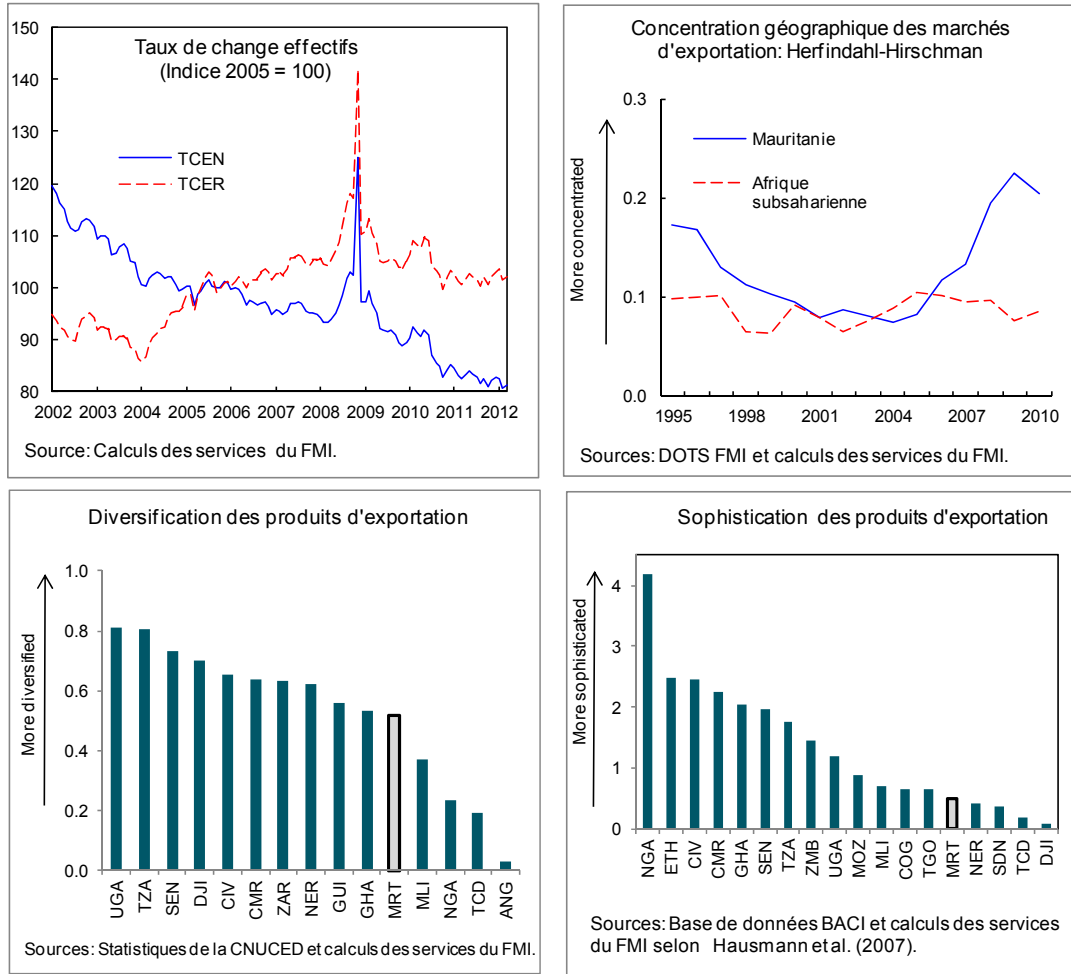 Taux de change effectifs
(Indice 2005 = 100)
150
140
130
120
110
100
90
80
TCEN
TCER
2002 2003 2004 2005 2006 2007 2008 2009 2010 2011 2012
Source: Calculs des services du FMI.
Concentration géographique des marchés
d'exportation: Herfindahl-Hirschman
0.3
0.2
0.1
0.0
More concentrated
Mauritanie
Afrique
subsaharienne
1995 1998 2001 2004 2007 2010
Sources: DOTS FMI et calculs des services du FMI.
Diversification des produits d'exportation
More diversified
1.0
0.8
0.6
0.4
0.2
0.0
UGA TZA SEN DJI CIV CMR ZAR NER GUI GHA MRT MLI NGA TCD ANG
Sources: Statistiques de la CNUCED et calculs des services du FMI.
Sophistication des produits d'exportation
More sophisticated
4
3
2
1
0
NGA ETH CIV CMR GHA SEN TZA ZMB UGA MOZ MLI COG TGO MRT NER SDN TCD DJI
Sources: Base de données BACI et calculs des services
du FMI selon Hausmann et al. (2007).